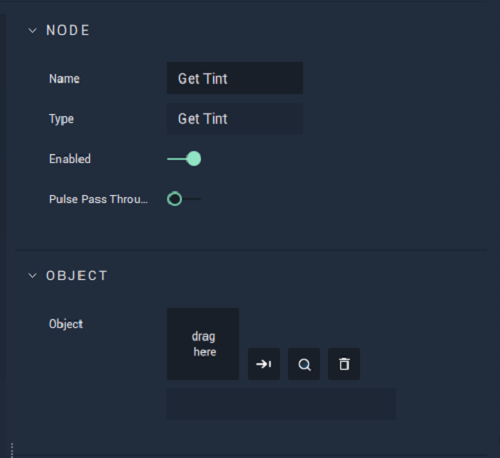 NODE
Name
Get Tint
Type
Get Tint
Enabled
Pulse Pass Throu...
OBJECT
Object
drag
here